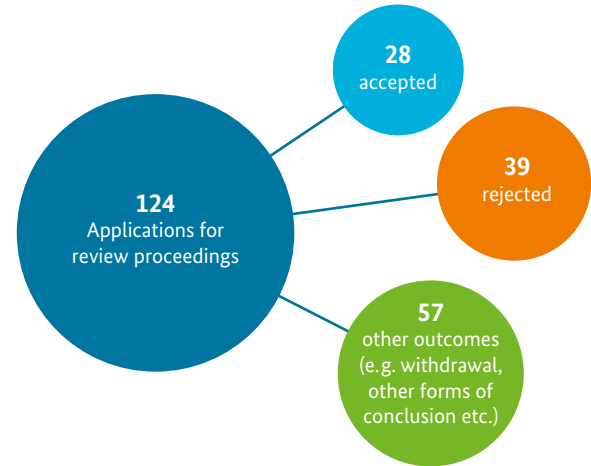 28
accepted
39
rejected
124
Applications for
review proceedings
57
other outcomes
(e. g. withdrawal,
other forms of
conclusion etc.)